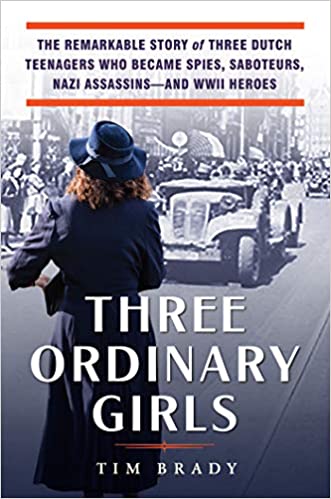 THE REMARKABLE STORY of THREE DUTCH
TEENAGERS WHO BECAME SPIES, SABOTEURS,
NAZI ASSASSINS—AND WWII HEROES
THREE
ORDINARY
GIRLS
TIM BRADY